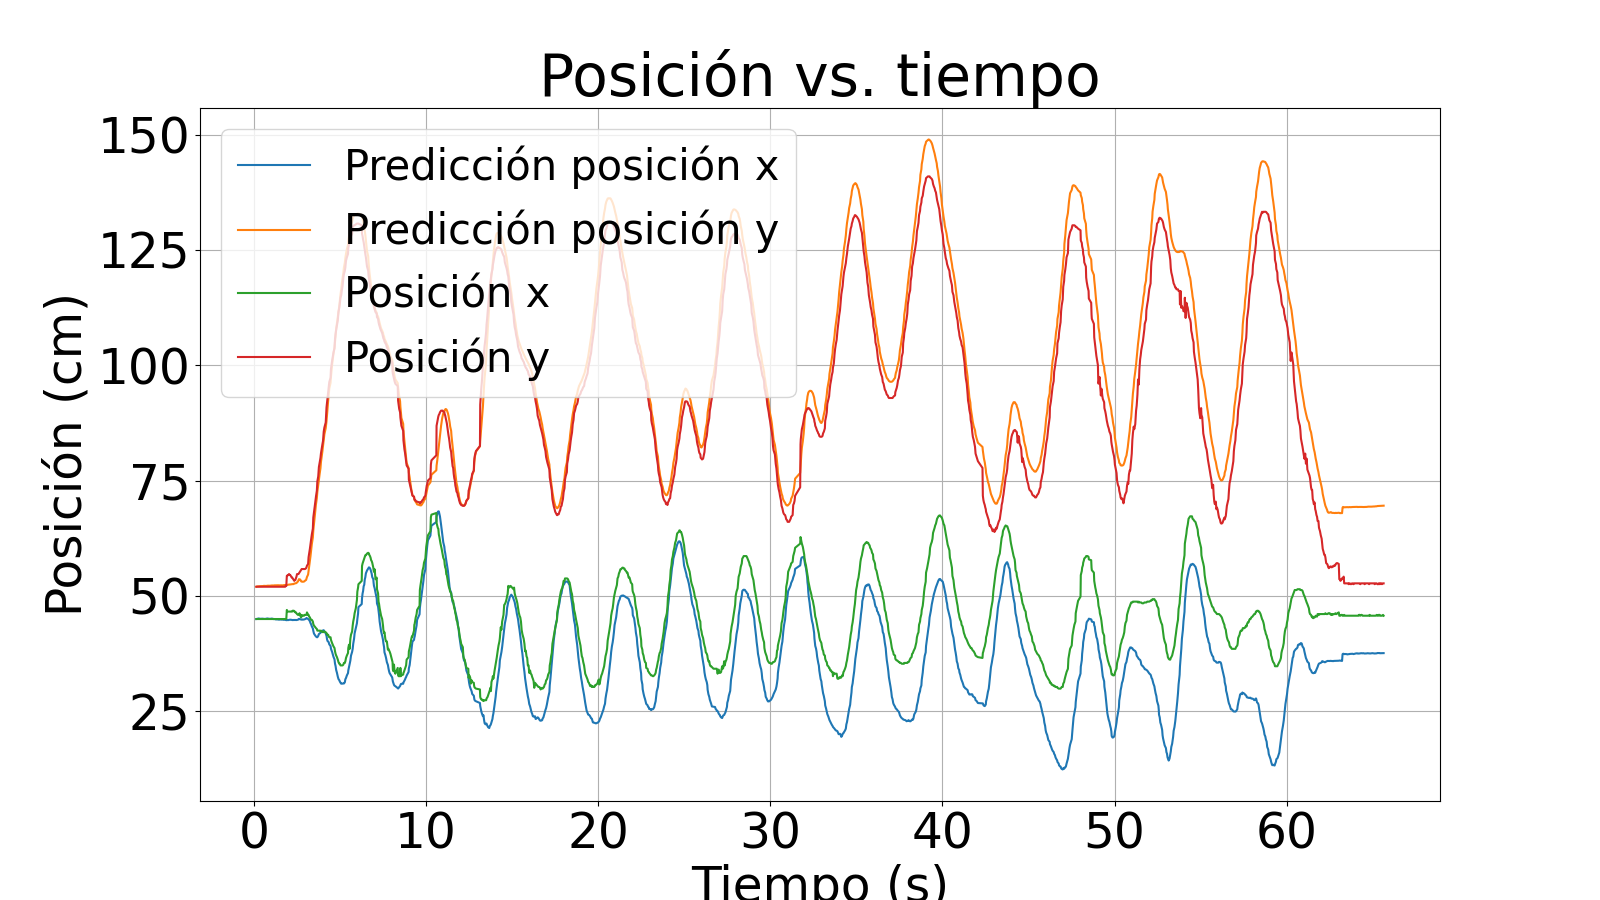 Posición vs. tiempo
150
125
100
75
50
25
Posición (cm)
Predicción posición x
Predicción posición y
Posición x
Posición y
0 10 20 30 40 50 60
Tiempo (s)